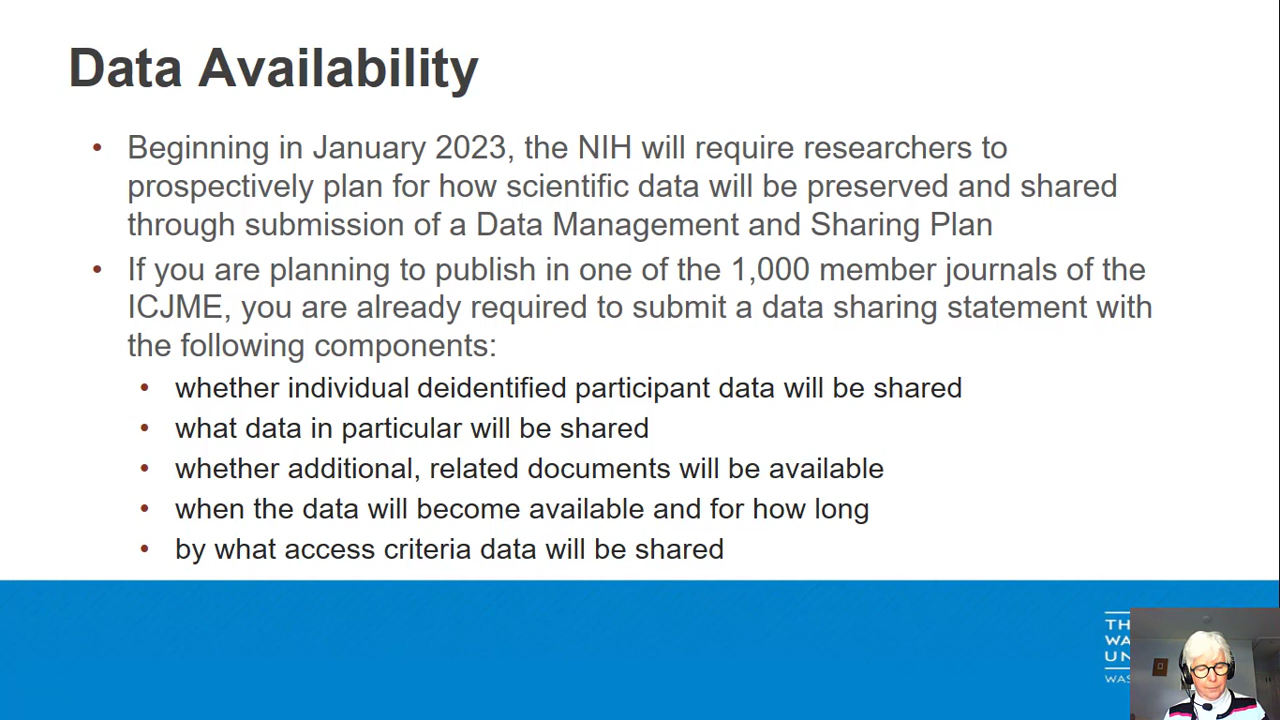 Data Availability
• Beginning in January 2023, the NIH will require researchers to
prospectively plan for how scientific data will be preserved and shared
through submission of a Data Management and Sharing Plan
• If you are planning to publish in one of the 1,000 member journals of the
ICJME, you are already required to submit a data sharing statement with
the following components:
• whether individual deidentified participant data will be shared
• what data in particular will be shared
• whether additional, related documents will be available
• when the data will become available and for how long
• by what access criteria data will be shared
TH
WA
UN
WAS